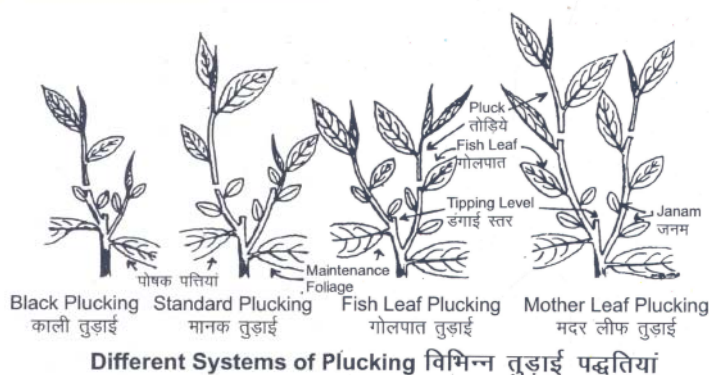 Pluck
तोड़िये
Fish Leaf
गोलपात
Tipping Level
डंगाई स्तर
Janam
जनम
पोषक पत्तियां
Maintenance
Foliage
Black Plucking Standard Plucking Fish Leaf Plucking Mother Leaf Plucking
काली तुड़ाई मानक तुड़ाई गोलपात तुड़ाई मदर लीफ तुड़ाई
Different Systems of Plucking विभिन्न तुड़ाई पद्धतियां